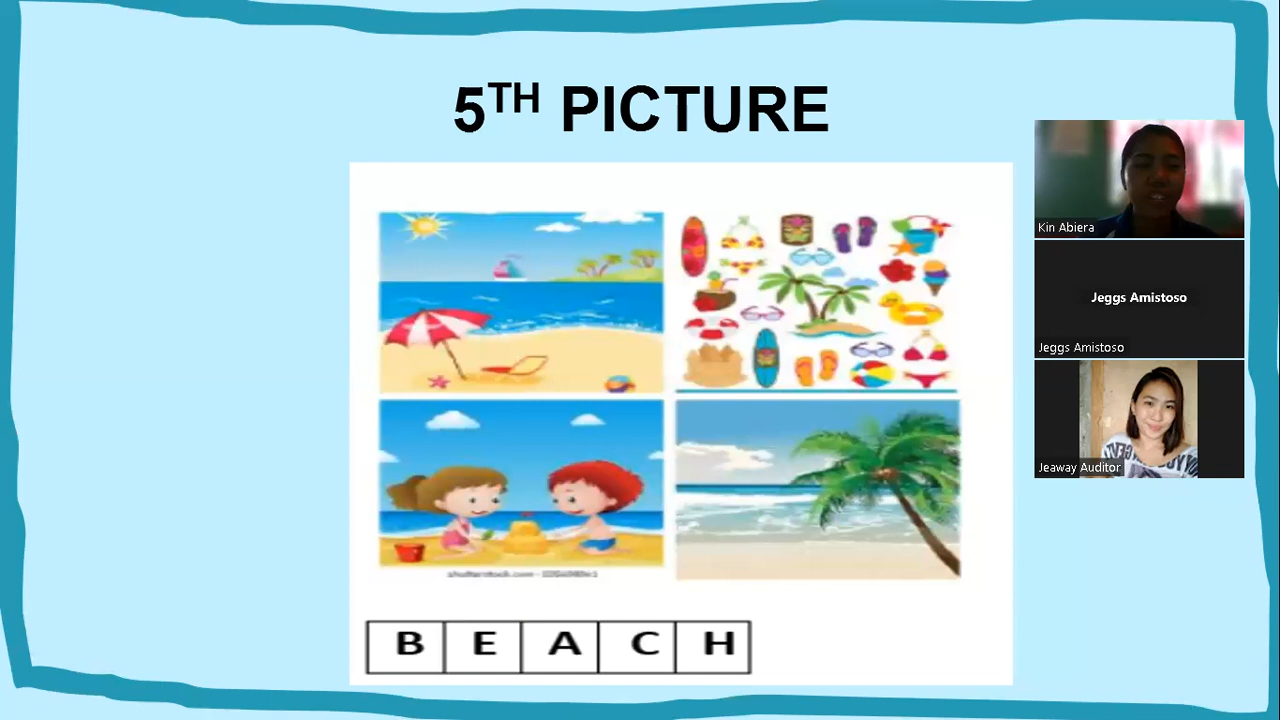 5TH PICTURE
B E A C H
Kin Abiera
Jeggs Amistoso
Jeggs Amistoso
Jeaway Auditor